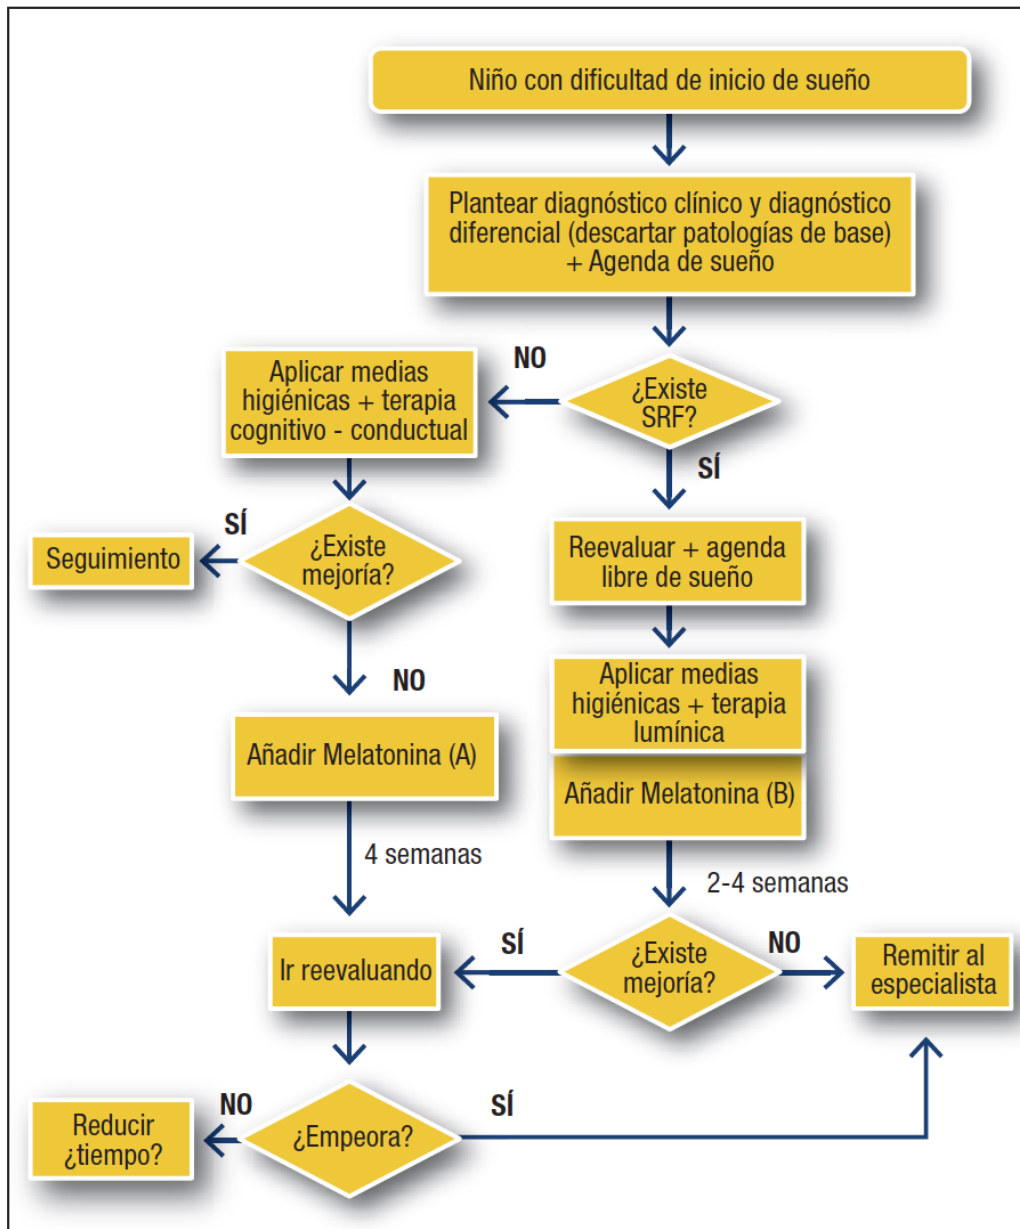 Niño con dificultad de inicio de sueño
Plantear diagnóstico clínico y diagnóstico
diferencial (descartar patologías de base)
+ Agenda de sueño
¿Existe
SRF?
NO
SÍ
Aplicar medias
higiénicas + terapia
cognitivo - conductual
¿Existe
mejoría?
SÍ
Seguimiento
NO
Añadir Melatonina (A)
4 semanas
Reevaluar + agenda
libre de sueño
Aplicar medias
higiénicas + terapia
lumínica
Añadir Melatonina (B)
2-4 semanas
¿Existe
mejoría?
SÍ
NO
Ir reevaluando
Remitir al
especialista
¿Empeora?
NO
SÍ
Reducir
¿tiempo?